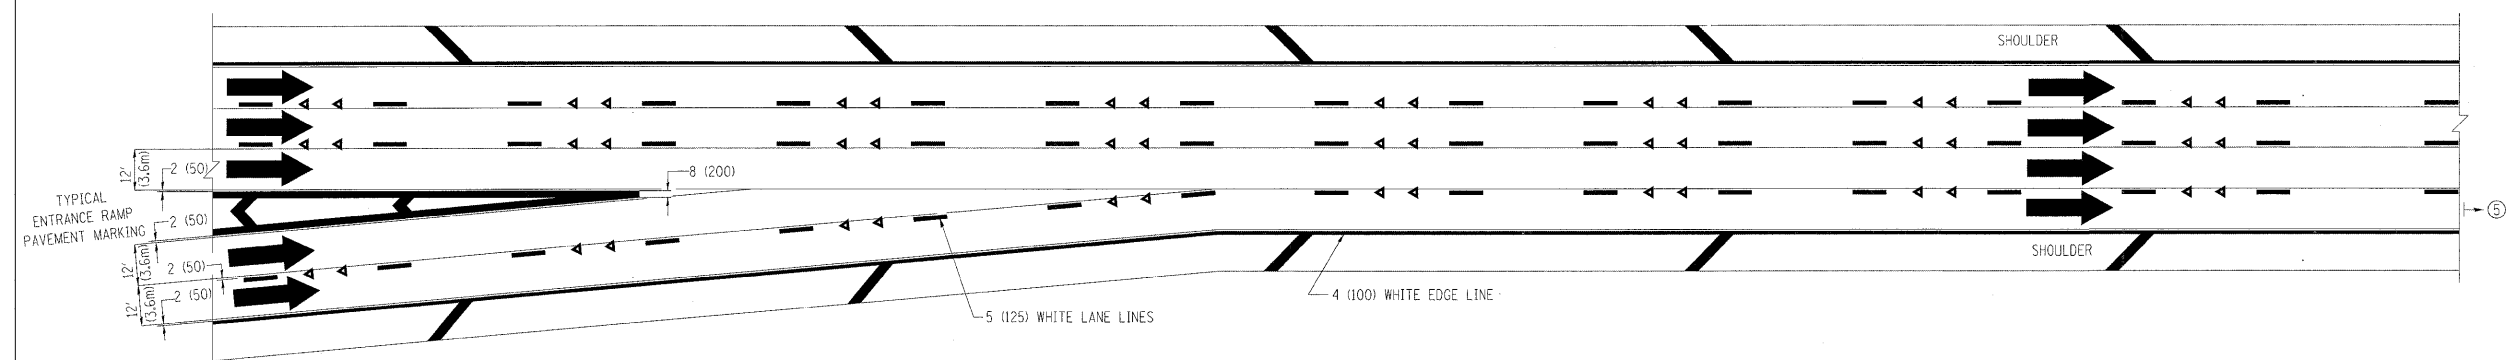 SHOULDER
12'
(3.6m)
2 (50)
8 (200)
TYPICAL
ENTRANCE RAMP
PAVEMENT MARKING
2 (50)
5
12'
(3.6m)
2 (50)
SHOULDER
12'
(3.6m)
2 (50)
4 (100) WHITE EDGE LINE
5 (125) WHITE LANE LINES